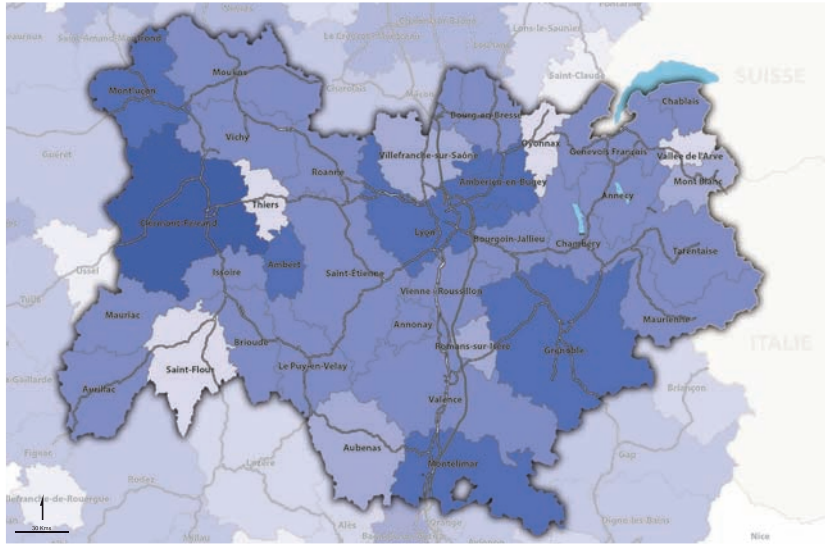 Lons-le-Saunier
Saint-Claude
SUISSE
Montluçon
Moulins
Chablais
Guéret
Vichy
Bourg-en-Bresse
Oyonnax
Genevois Français
Vallée de l'Arve
Villefranche-sur-Saône
Roanne
Ambérieu-en-Bugey
Mont Blanc
Thiers
Annecy
Clermont-Ferrand
Lyon
Bourgoin-Jallieu
Chambéry
Tarentaise
Ussel
Issoire
Ambert
Saint-Étienne
Tulle
Vienne - Roussillon
Mauriac
Annonay
Maurienne
Brioude
Romans-sur-Isère
Grenoble
ITALIE
Saint-Flour
Le Puy-en-Velay
Aurillac
Valence
Briançon
Aubenas
Figeac
Montélimar
Gap
Rodez
Lozère
30 Kms
Alès
Orange
Digne-les-Bains
Millau
Nice